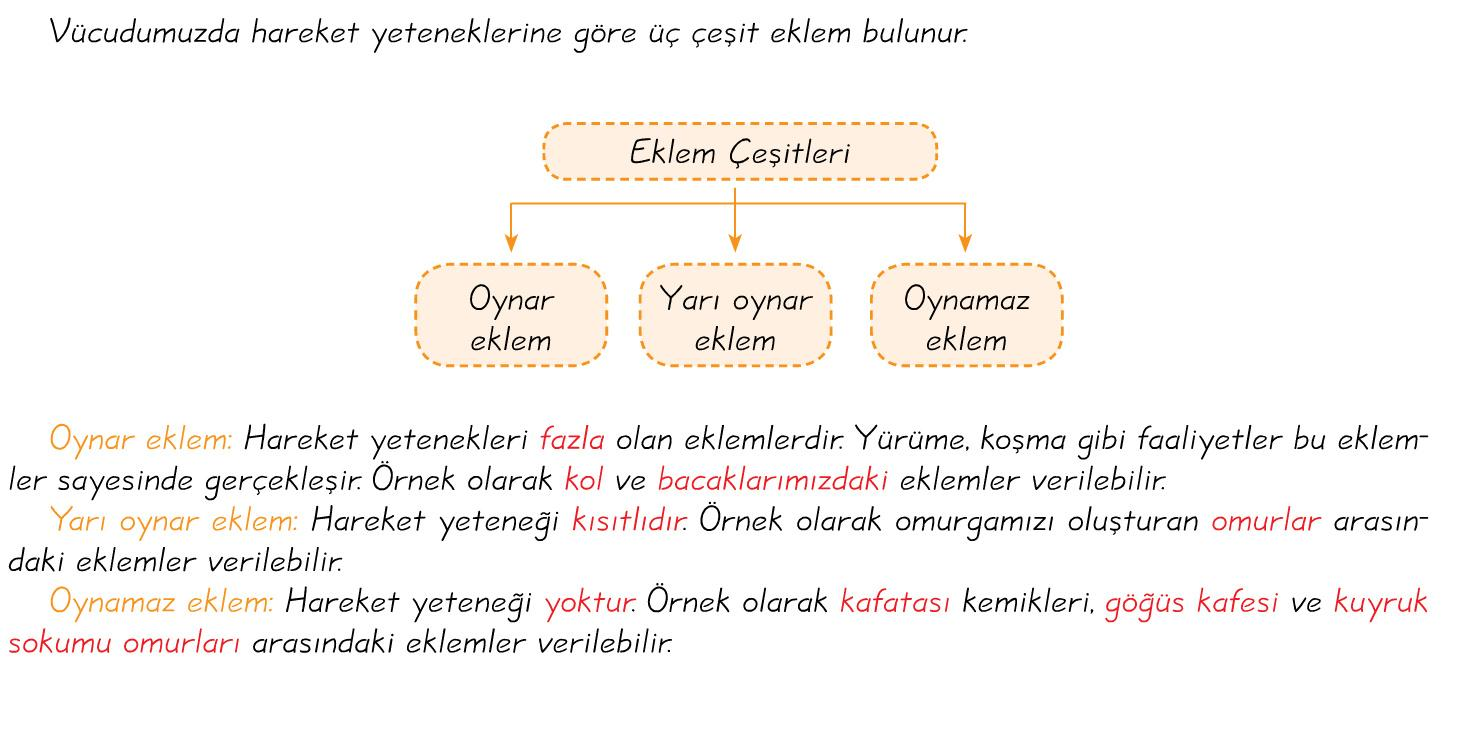 Vücudumuzda hareket yeteneklerine göre üç çeşit eklem bulunur.
Eklem Çeşitleri
Oynar
eklem
Yarı oynar
eklem
Oynamaz
eklem
Oynar eklem: Hareket yetenekleri fazla olan eklemlerdir. Yürüme, koşma gibi faaliyetler bu eklem-
ler sayesinde gerçekleşir. Örnek olarak kol ve bacaklarımızdaki eklemler verilebilir.
Yarı oynar eklem: Hareket yeteneği kısıtlıdır. Örnek olarak omurgamızı oluşturan omurlar arasın-
daki eklemler verilebilir.
Oynamaz eklem: Hareket yeteneği yoktur. Örnek olarak kafatası kemikleri, göğüs kafesi ve kuyruk
sokumu omurları arasındaki eklemler verilebilir.